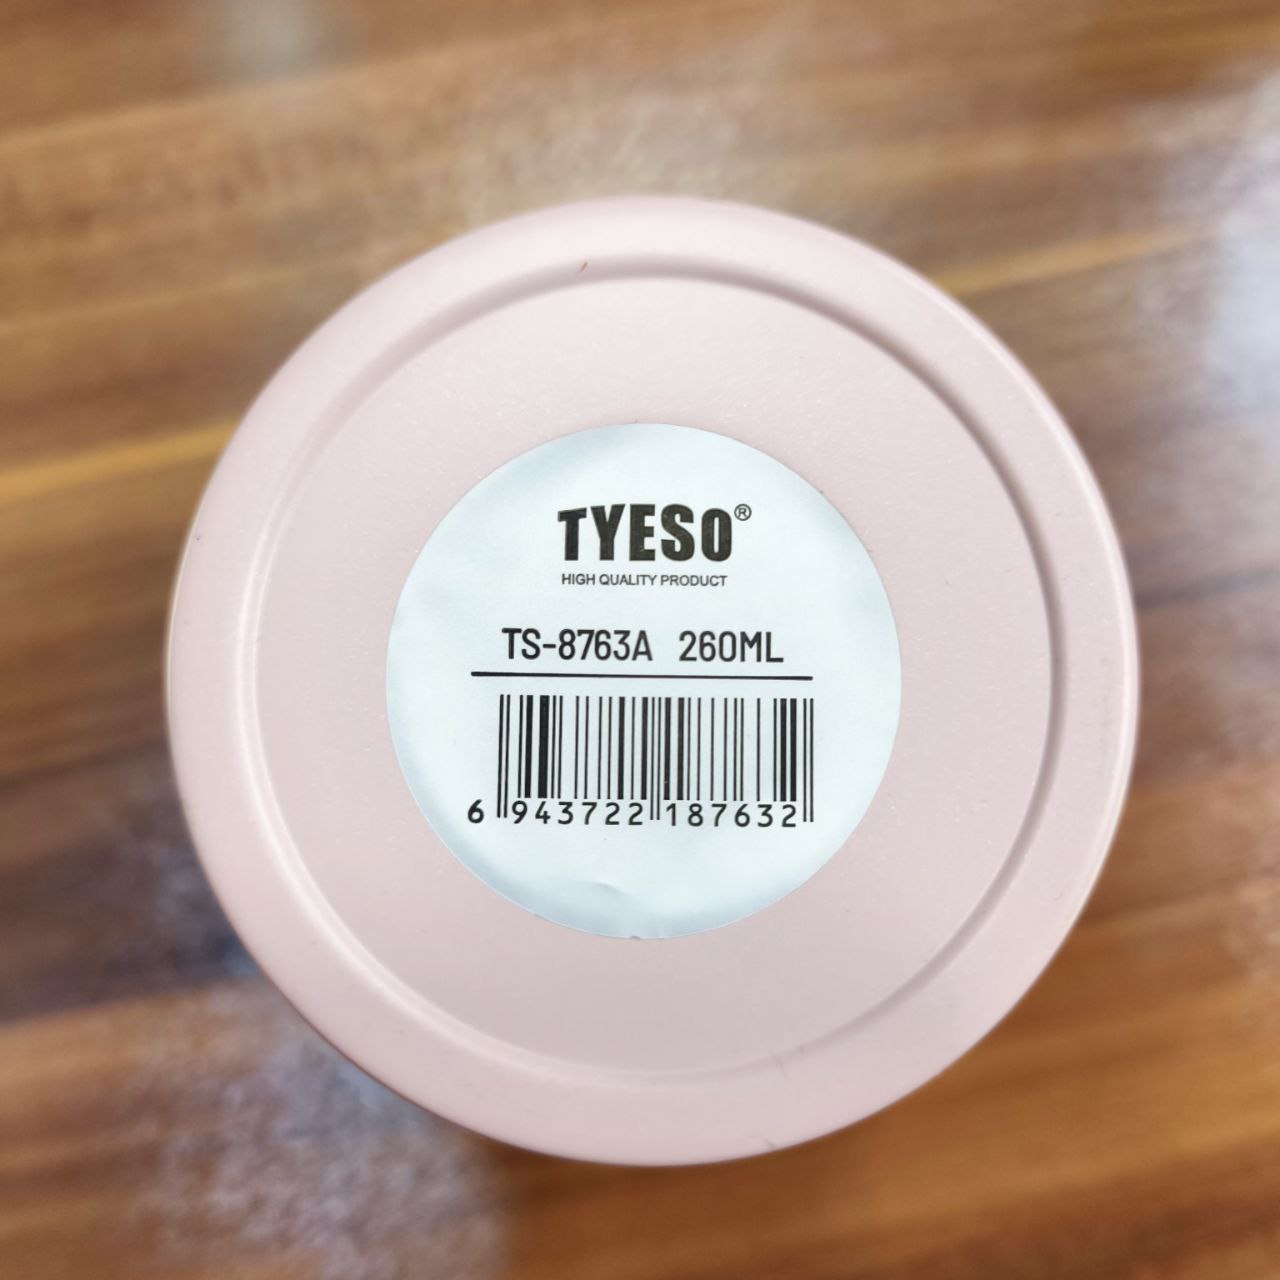 TYESO®
HIGH QUALITY PRODUCT
TS-8763A 260ML
6 943722 187632